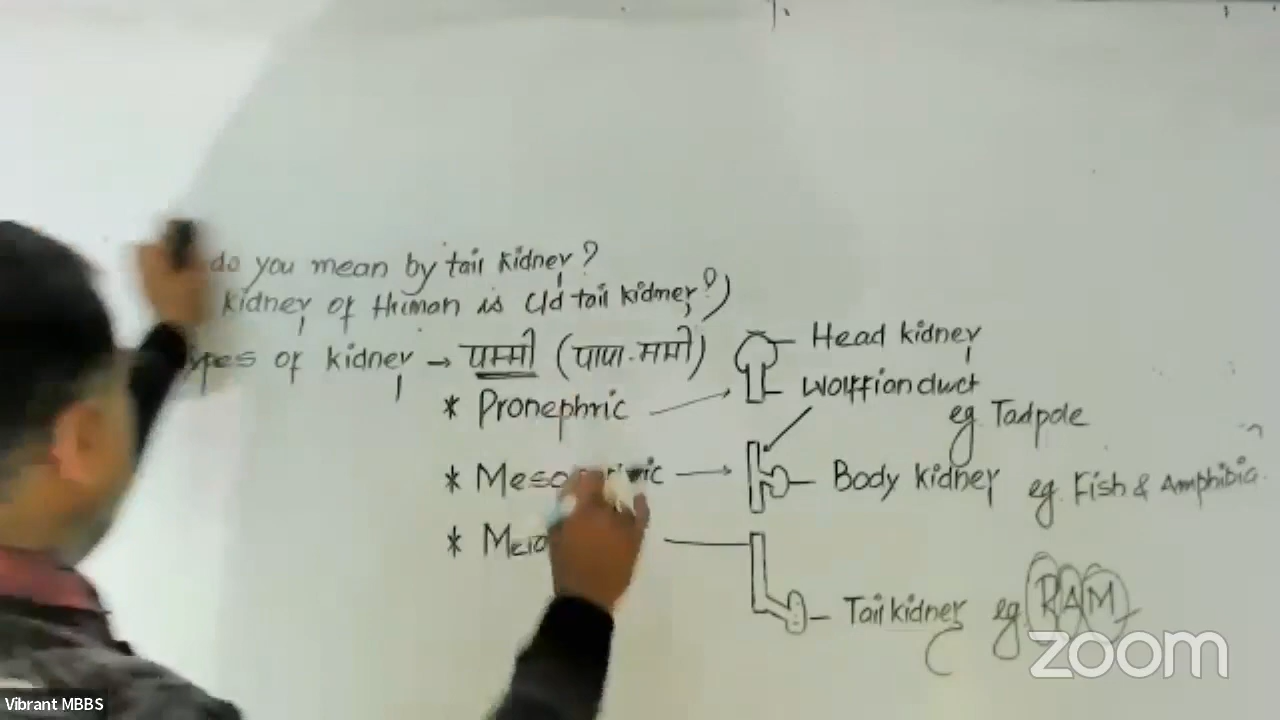 do you mean by tail kidney?
kidney of Human is c/d tail kidney?)
ypes of kidney → पम्मी (पापा-ममी)
Head kidney
Wolffian duct
* Pronephric
eg Tadpole
* Meso
Body kidney eg. Fish & Amphibia.
* Me
Tail kidney eg. RAM
zoom
Vibrant MBBS